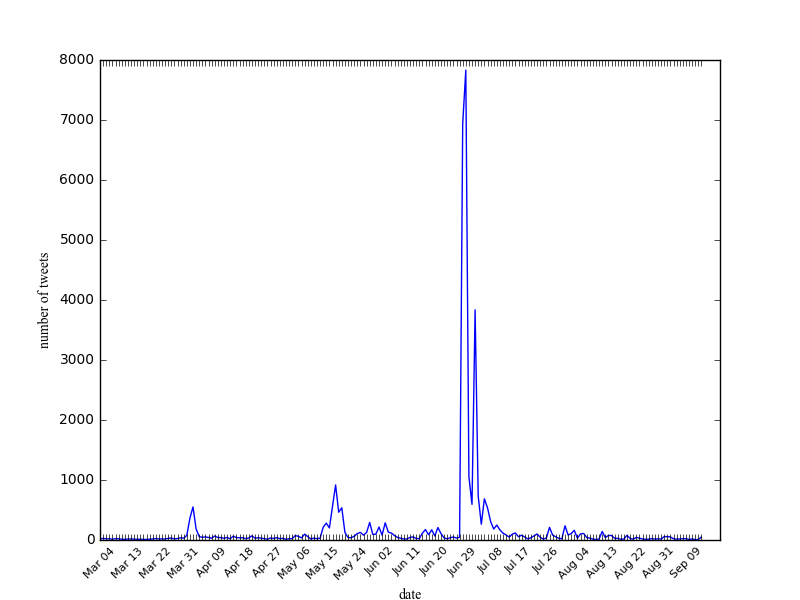 8000
7000
6000
5000
4000
3000
2000
1000
0
number of tweets
Mar 04
Mar 13
Mar 22
Mar 31
Apr 09
Apr 18
Apr 27
May 06
May 15
May 24
Jun 02
Jun 11
Jun 20
Jun 29
Jul 08
Jul 17
Jul 26
Aug 04
Aug 13
Aug 22
Aug 31
Sep 09
date